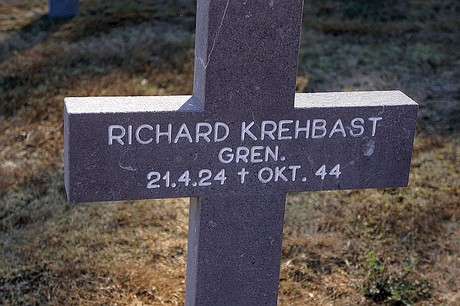 RICHARD KREHBAST
GREN.
21.4.24 ✝ OKT. 44